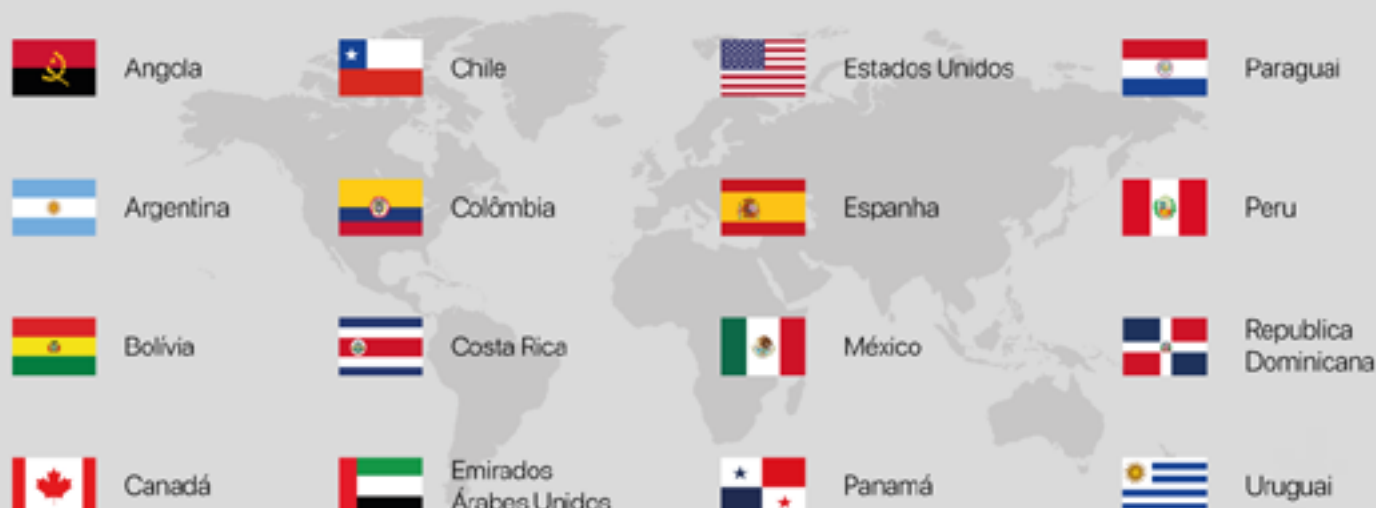 Angola
Chile
Estados Unidos
Paraguai
Argentina
Colômbia
Espanha
Peru
Bolívia
Costa Rica
México
Republica
Dominicana
Canadá
Emirados
Árabes Unidos
Panamá
Uruguai